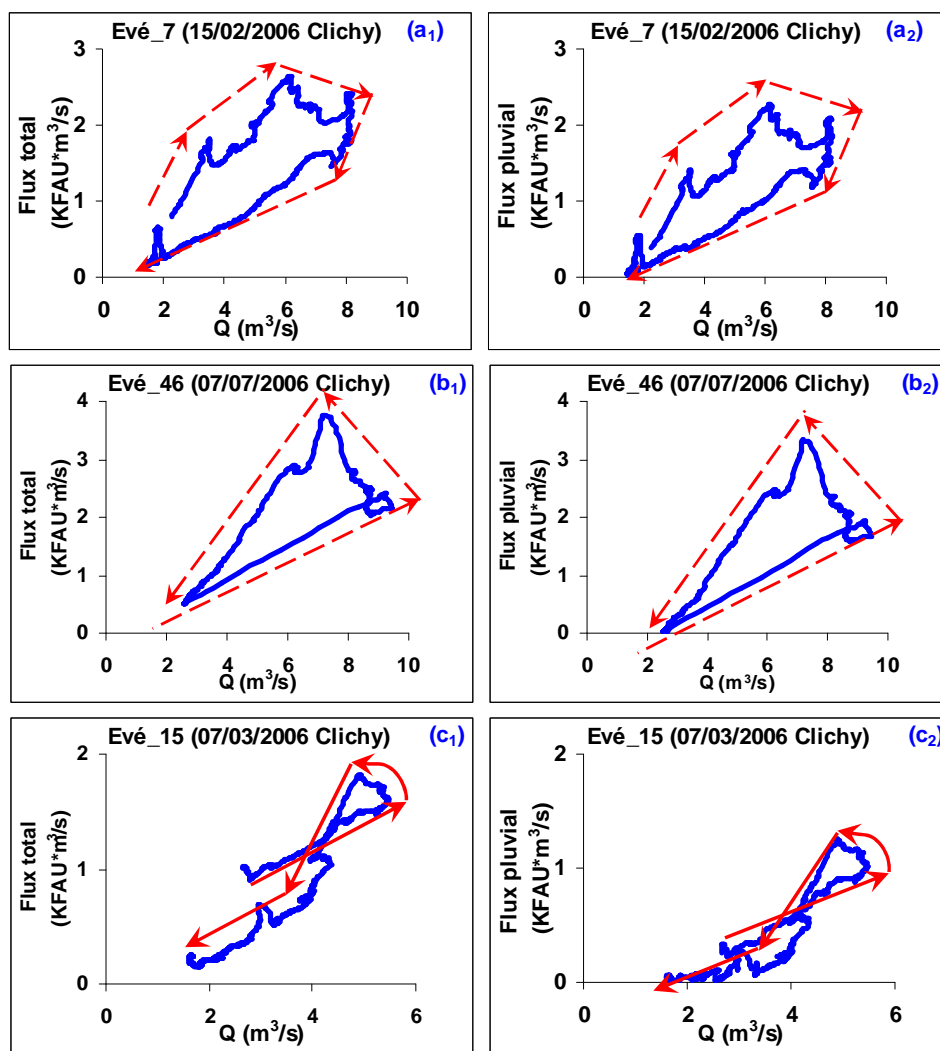 Evé_7 (15/02/2006 Clichy) (a1)
Flux total
(KFAU*m³/s)
3
2
1
0
0 2 4 6 8 10
Q (m³/s)
Evé_7 (15/02/2006 Clichy) (a2)
Flux pluvial
(KFAU*m³/s)
3
2
1
0
0 2 4 6 8 10
Q (m³/s)
Evé_46 (07/07/2006 Clichy) (b1)
Flux total
(KFAU*m³/s)
4
3
2
1
0
0 2 4 6 8 10
Q (m³/s)
Evé_46 (07/07/2006 Clichy) (b2)
Flux pluvial
(KFAU*m³/s)
4
3
2
1
0
0 2 4 6 8 10
Q (m³/s)
Evé_15 (07/03/2006 Clichy) (c1)
Flux total
(KFAU*m³/s)
2
1
0
0 2 4 6
Q (m³/s)
Evé_15 (07/03/2006 Clichy) (c2)
Flux pluvial
(KFAU*m³/s)
2
1
0
0 2 4 6
Q (m³/s)